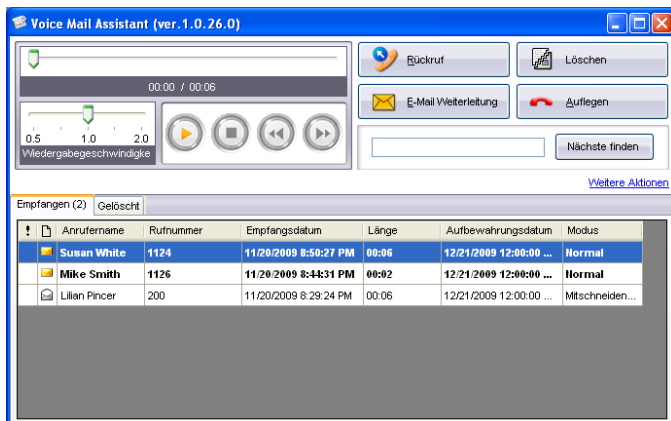 Voice Mail Assistant (ver.1.0.26.0)
00:00 / 00:06
0.5 1.0 2.0
Wiedergabegeschwindigke
Rückruf
Löschen
E-Mail Weiterleitung
Auflegen
Nächste finden
Weitere Aktionen
Empfangen (2) Gelöscht
! Anrufername Rufnummer Empfangsdatum Länge Aufbewahrungsdatum Modus
Susan White 1124 11/20/2009 8:50:27 PM 00:06 12/21/2009 12:00:00 ... Normal
Mike Smith 1126 11/20/2009 8:44:31 PM 00:02 12/21/2009 12:00:00 ... Normal
Lilian Pincer 200 11/20/2009 8:29:24 PM 00:06 12/21/2009 12:00:00 ... Mitschneiden...